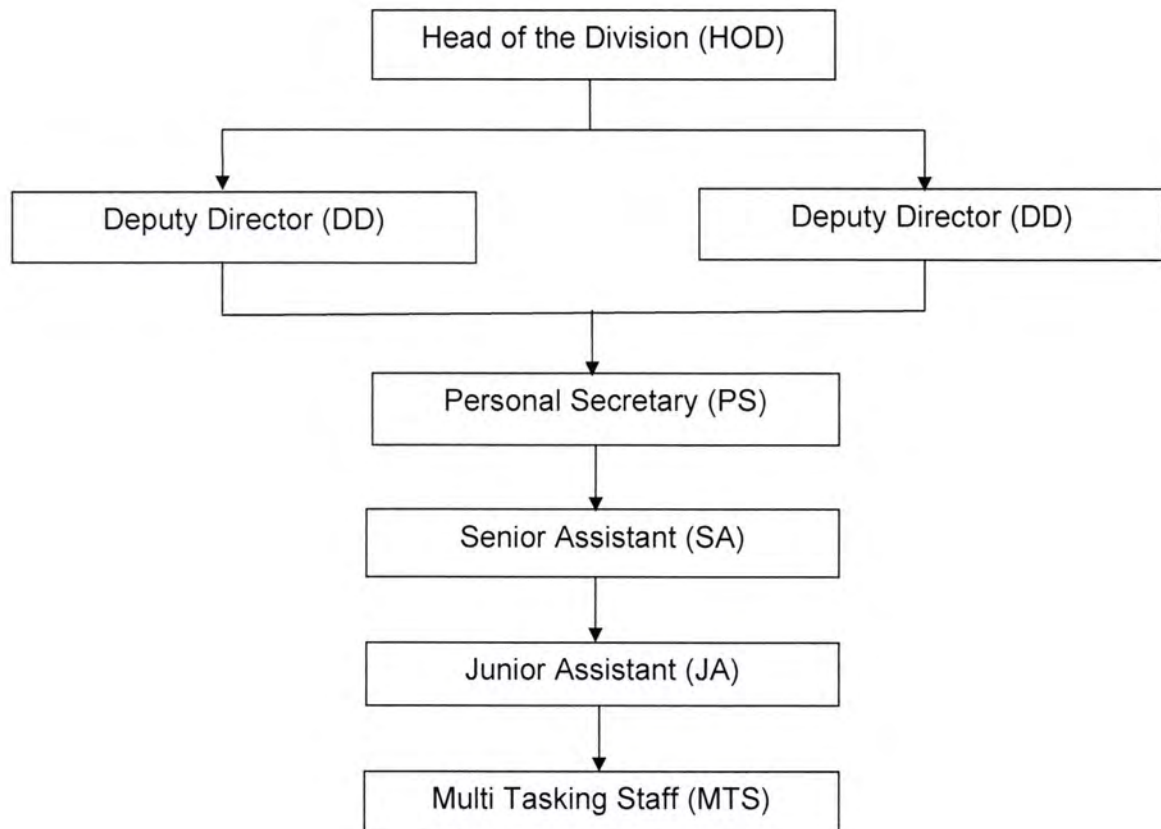 Head of the Division (HOD)
Deputy Director (DD)
Deputy Director (DD)
Personal Secretary (PS)
Senior Assistant (SA)
Junior Assistant (JA)
Multi Tasking Staff (MTS)